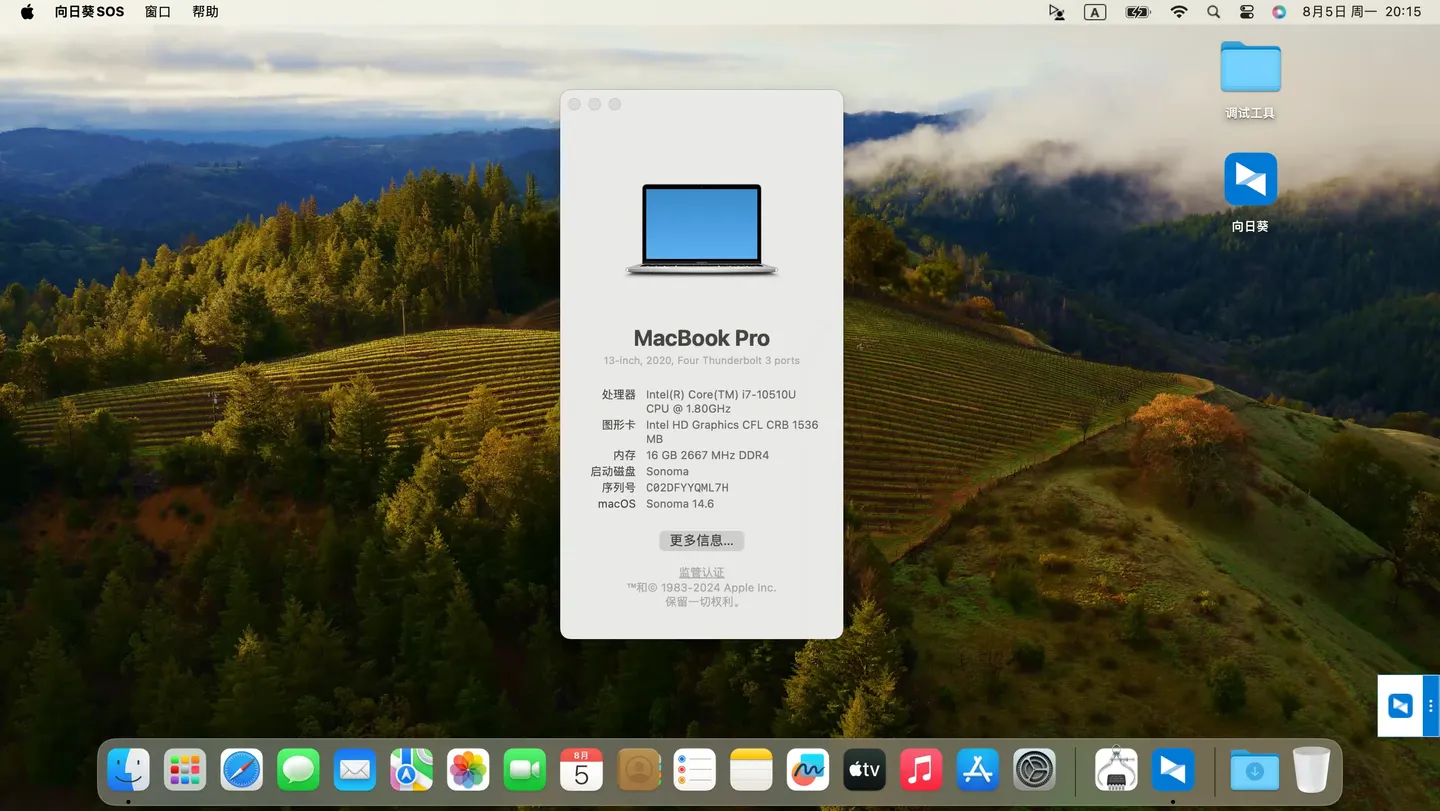 向日葵SOS 窗口 帮助 A 8月5日 周一 20:15
调试工具
向日葵
MacBook Pro
13-inch, 2020, Four Thunderbolt 3 ports
处理器 Intel(R) Core(TM) i7-10510U
CPU @ 1.80GHz
图形卡 Intel HD Graphics CFL CRB 1536
MB
内存 16 GB 2667 MHz DDR4
启动磁盘 Sonoma
序列号 C02DFYYQML7H
macOS Sonoma 14.6
更多信息...
监管认证
™和© 1983-2024 Apple Inc.
保留一切权利。
8月
5
tv